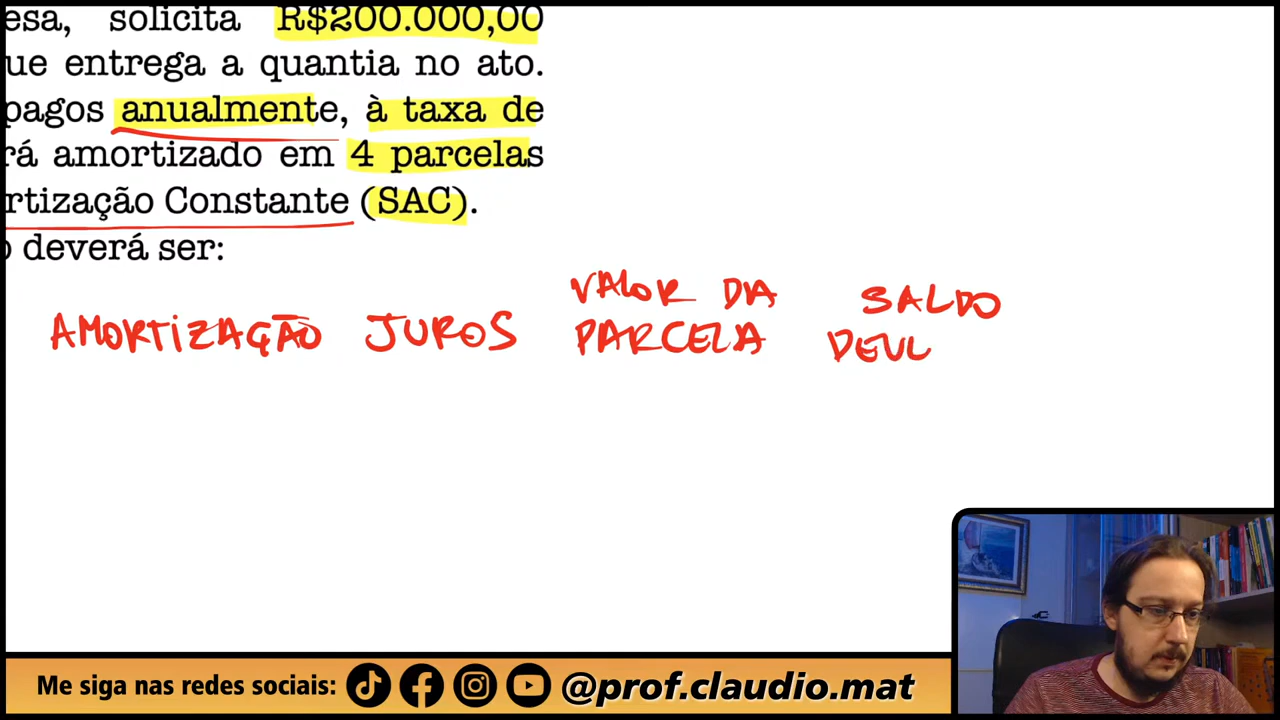 esa, solicita R$200.000,00
ue entrega a quantia no ato.
pagos anualmente, à taxa de
rá amortizado em 4 parcelas
rtização Constante (SAC).
o deverá ser:
VALOR DA SALDO
AMORTIZAÇÃO JUROS PARCELA DEVL
Me siga nas redes sociais: @prof.claudio.mat